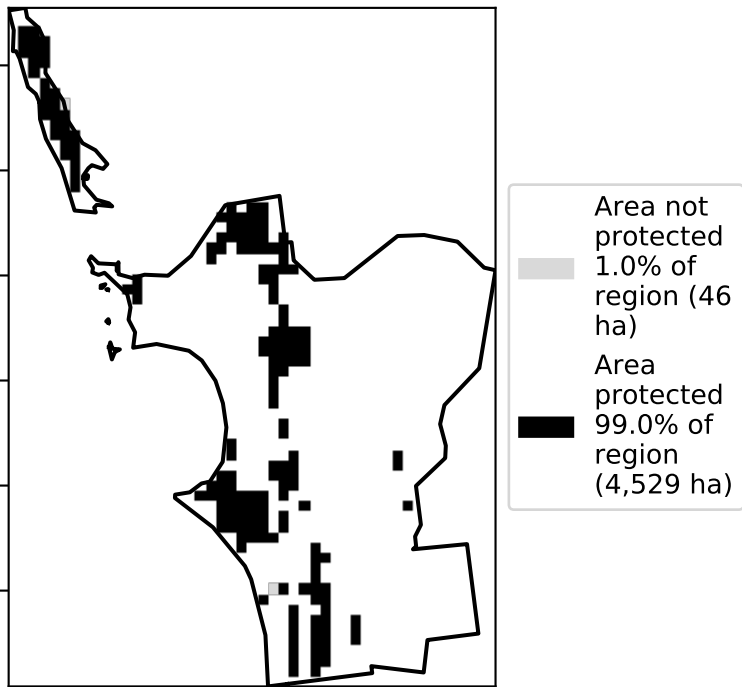 Area not
protected
1.0% of
region (46
ha)
Area
protected
99.0% of
region
(4,529 ha)